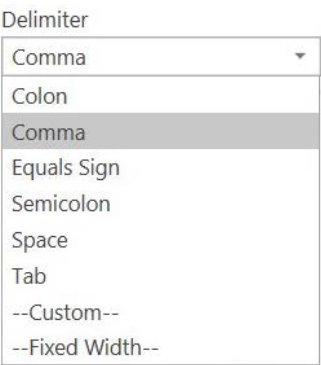 Delimiter
Comma
Colon
Comma
Equals Sign
Semicolon
Space
Tab
--Custom--
--Fixed Width--